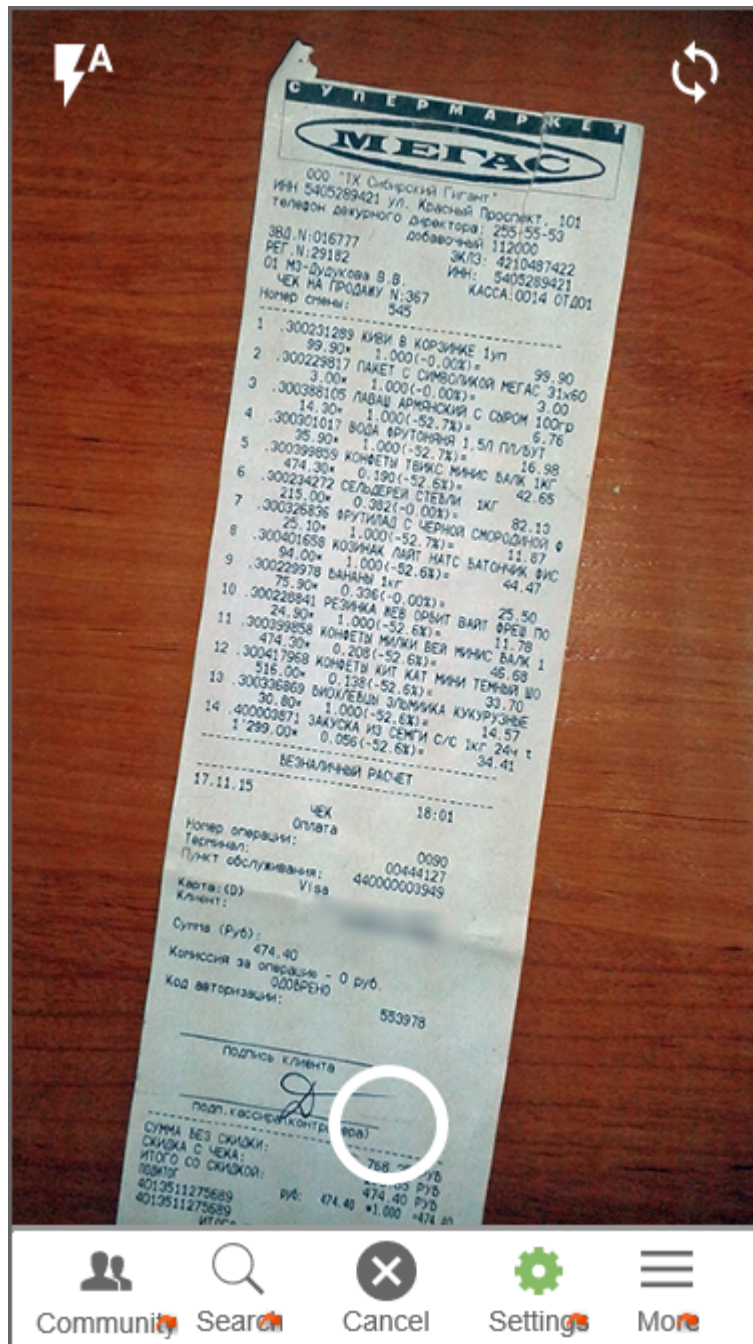 A
СУПЕРМАРКЕТ
МЕГАС
ООО "ТХ Сибирский Гигант"
ИНН 5405289421 ул. Красный Проспект, 101
телефон дежурного директора: 255-55-53
добавочный 112000
ЗВД.N:016777 ЭКЛЗ: 4210487422
РЕГ.N:29182 ИНН: 5405289421
01 МЗ-Дудукова В.В. КАССА:0014 ОТД01
ЧЕК НА ПРОДАЖУ N:367
Номер смены: 545
1 .300231289 КИВИ В КОРЗИНКЕ 1уп
99.90* 1.000(-0.00%)= 99.90
2 .300229817 ПАКЕТ С СИМВОЛИКОЙ МЕГАС 31х60
3.00* 1.000(-0.00%)= 3.00
3 .300388105 ЛАВАШ АРМЯНСКИЙ С СЫРОМ 100гр
14.30* 1.000(-52.7%)= 6.76
4 .300301017 ВОДА ФРУТОНЯНЯ 1.5Л ПЛ/БУТ
35.90* 1.000(-52.7%)= 16.98
5 .300399859 КОНФЕТЫ ТВИКС МИНИС БАЛК 1КГ
474.30* 0.190(-52.6%)= 42.65
6 .300234272 СЕЛЬДЕРЕЙ СТЕБЛИ 1КГ
215.00* 0.382(-0.00%)= 82.13
7 .300326836 ФРУТИЛАД С ЧЕРНОЙ СМОРОДИНОЙ Ф
25.10* 1.000(-52.7%)= 11.87
8 .300401658 КОЗИНАК ЛАЙТ НАТС БАТОНЧИК ФИС
94.00* 1.000(-52.6%)= 44.47
9 .300229978 БАНАНЫ 1кг
75.90* 0.336(-0.00%)= 25.50
10 .300228841 РЕЗИНКА ЖЕВ ОРБИТ ВАЙТ ФРЕШ ПО
24.90* 1.000(-52.6%)= 11.78
11 .300399858 КОНФЕТЫ МИЛКИ ВЕЙ МИНИС БАЛК 1
474.30* 0.208(-52.6%)= 46.68
12 .300417968 КОНФЕТЫ КИТ КАТ МИНИ ТЕМНЫЙ ШО
516.00* 0.138(-52.6%)= 33.70
13 .300336869 БИОХЛЕБЦЫ ЭЛЬМИИКА КУКУРУЗНЫЕ
30.80* 1.000(-52.6%)= 14.57
14 .400003871 ЗАКУСКА ИЗ СЕМГИ С/С 1кг 24ч t
1'299.00* 0.056(-52.6%)= 34.41
БЕЗНАЛИЧНЫЙ РАСЧЕТ
17.11.15 18:01
ЧЕК
Оплата
Номер операции: 0090
Терминал: 00444127
Пункт обслуживания: 440000003949
Карта:(D) Visa
Клиент:
Сумма (Руб):
474.40
Комиссия за операцию - 0 руб.
ОДОБРЕНО
Код авторизации: 553978
подпись клиента
подп.кассира(контролера)
СУММА БЕЗ СКИДКИ: 768. РУБ
СКИДКА С ЧЕКА: РУБ
ИТОГО СО СКИДКОЙ: 474.40 РУБ
ПОДИТОГ
4013511275689 руб: 474.40 *1.000 =474.40
4013511275689
Community Search Cancel Settings More